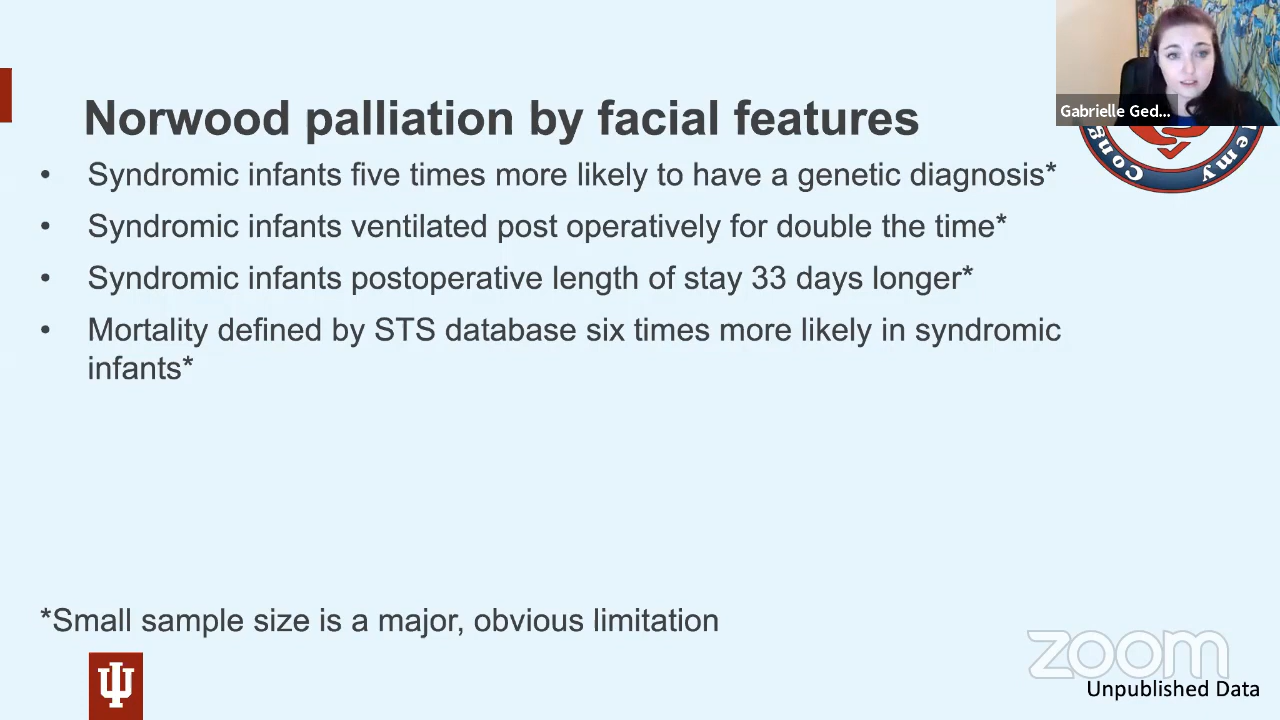 Gabrielle Ged...
Cong
lemy
Norwood palliation by facial features
• Syndromic infants five times more likely to have a genetic diagnosis*
• Syndromic infants ventilated post operatively for double the time*
• Syndromic infants postoperative length of stay 33 days longer*
• Mortality defined by STS database six times more likely in syndromic
infants*
*Small sample size is a major, obvious limitation
zoom
Unpublished Data